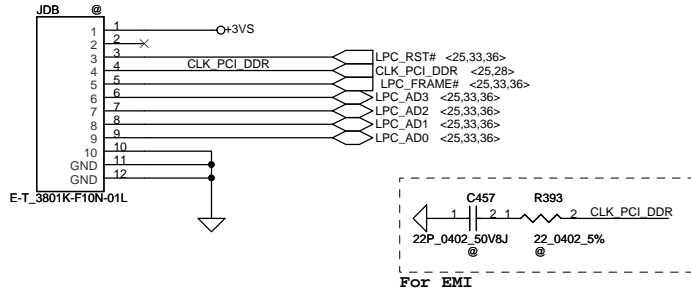 JDB @
1 1 +3VS
2 2
3 3 LPC_RST# <25,33,36>
4 4 CLK_PCI_DDR CLK_PCI_DDR <25,28>
5 5 LPC_FRAME# <25,33,36>
6 6 LPC_AD3 <25,33,36>
7 7 LPC_AD2 <25,33,36>
8 8 LPC_AD1 <25,33,36>
9 9 LPC_AD0 <25,33,36>
10 10
GND 11
GND 12
E-T_3801K-F10N-01L
C457 R393
1 2 1 2 CLK_PCI_DDR
22P_0402_50V8J 22_0402_5%
@ @
For EMI